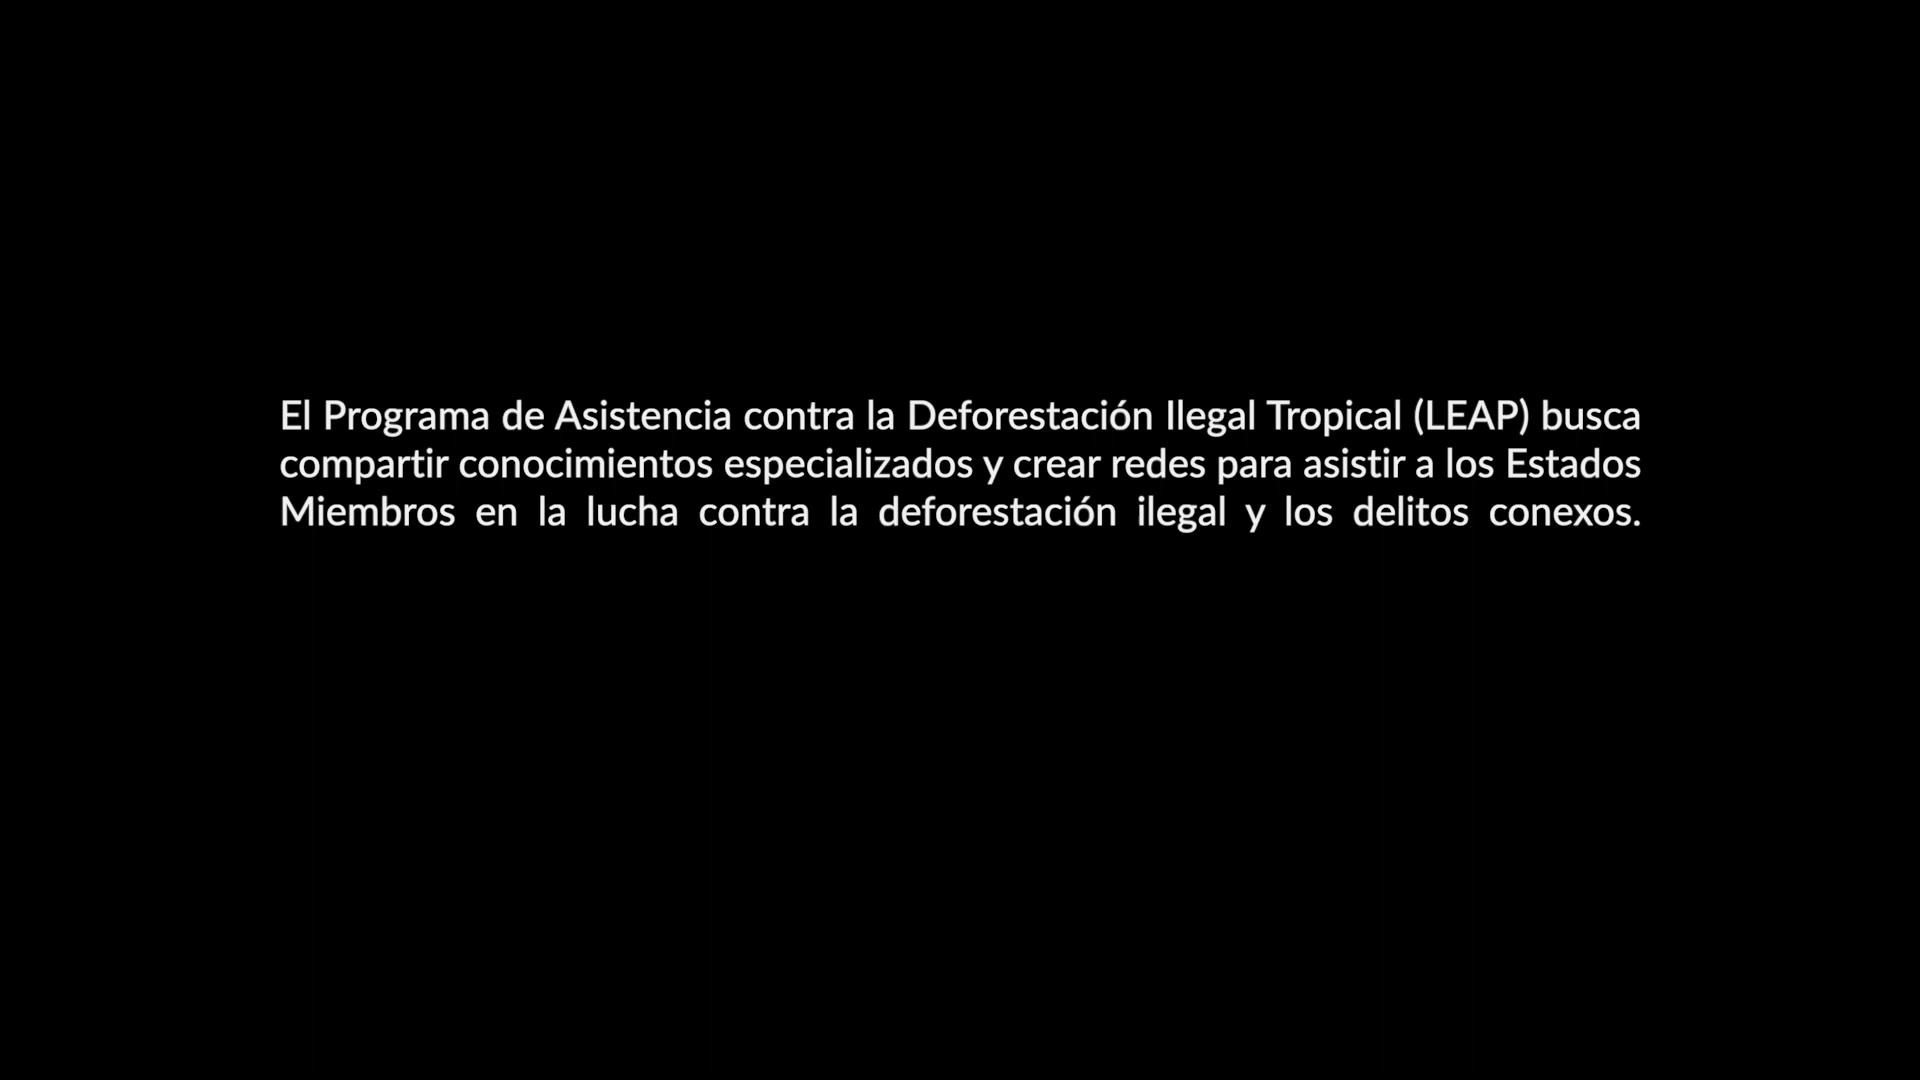 El Programa de Asistencia contra la Deforestación Ilegal Tropical (LEAP) busca
compartir conocimientos especializados y crear redes para asistir a los Estados
Miembros en la lucha contra la deforestación ilegal y los delitos conexos.